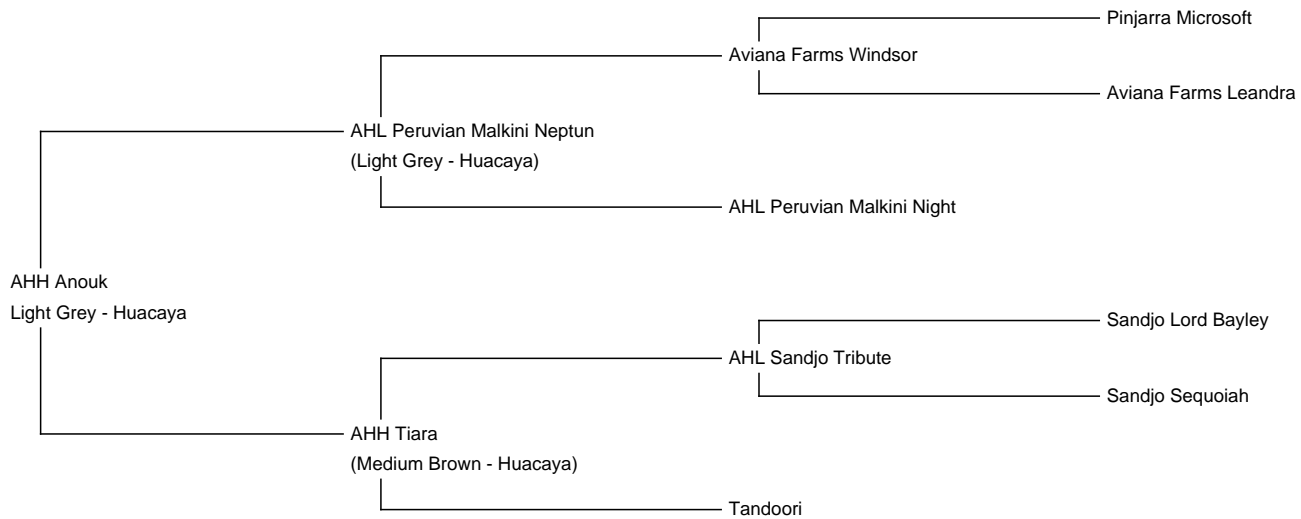 Pinjarra Microsoft
Aviana Farms Windsor
Aviana Farms Leandra
AHL Peruvian Malkini Neptun
(Light Grey - Huacaya)
AHL Peruvian Malkini Night
AHH Anouk
Light Grey - Huacaya
Sandjo Lord Bayley
AHL Sandjo Tribute
Sandjo Sequoiah
AHH Tiara
(Medium Brown - Huacaya)
Tandoori